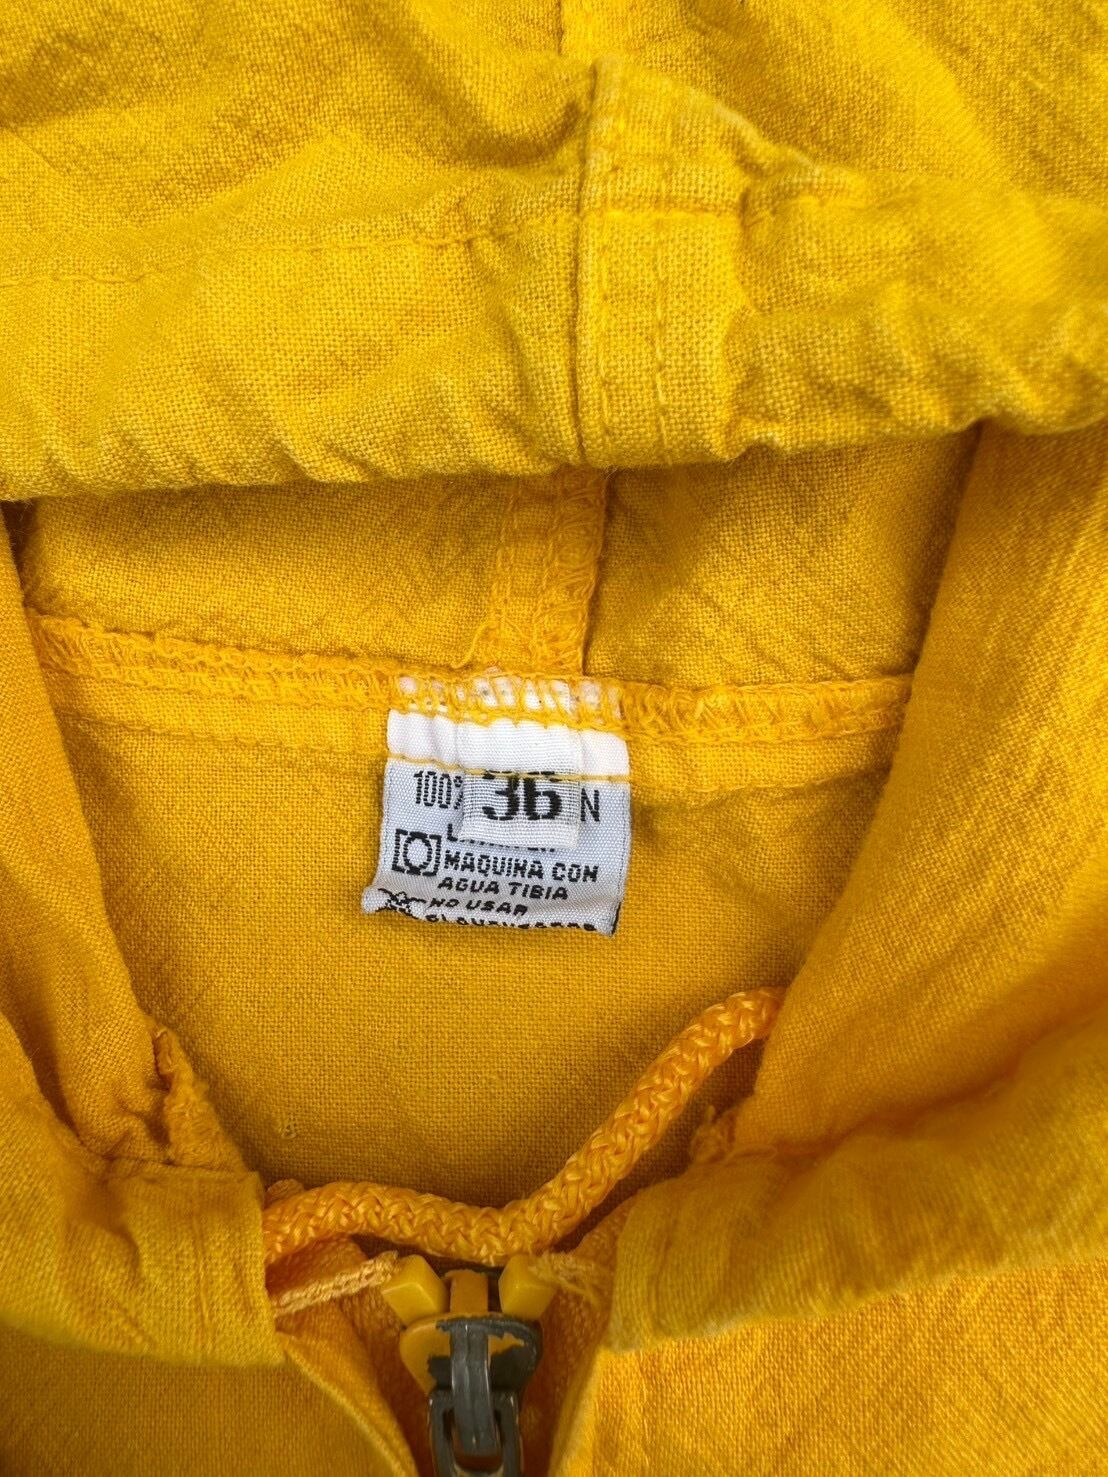 100% 36 N
MAQUINA CON
AGUA TIBIA
NO USAR